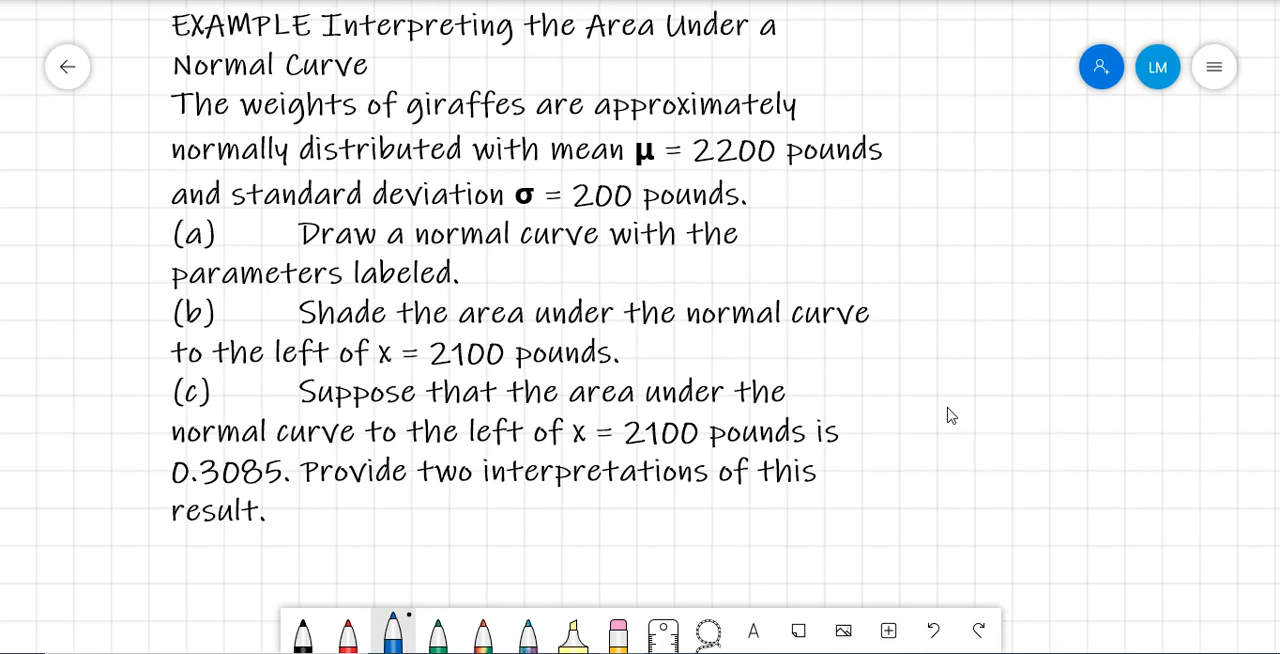 EXAMPLE Interpreting the Area Under a
Normal Curve
LM
The weights of giraffes are approximately
normally distributed with mean μ = 2200 pounds
and standard deviation σ = 200 pounds.
(a) Draw a normal curve with the
parameters labeled.
(b) Shade the area under the normal curve
to the left of x = 2100 pounds.
(c) Suppose that the area under the
normal curve to the left of x = 2100 pounds is
0.3085. Provide two interpretations of this
result.
A